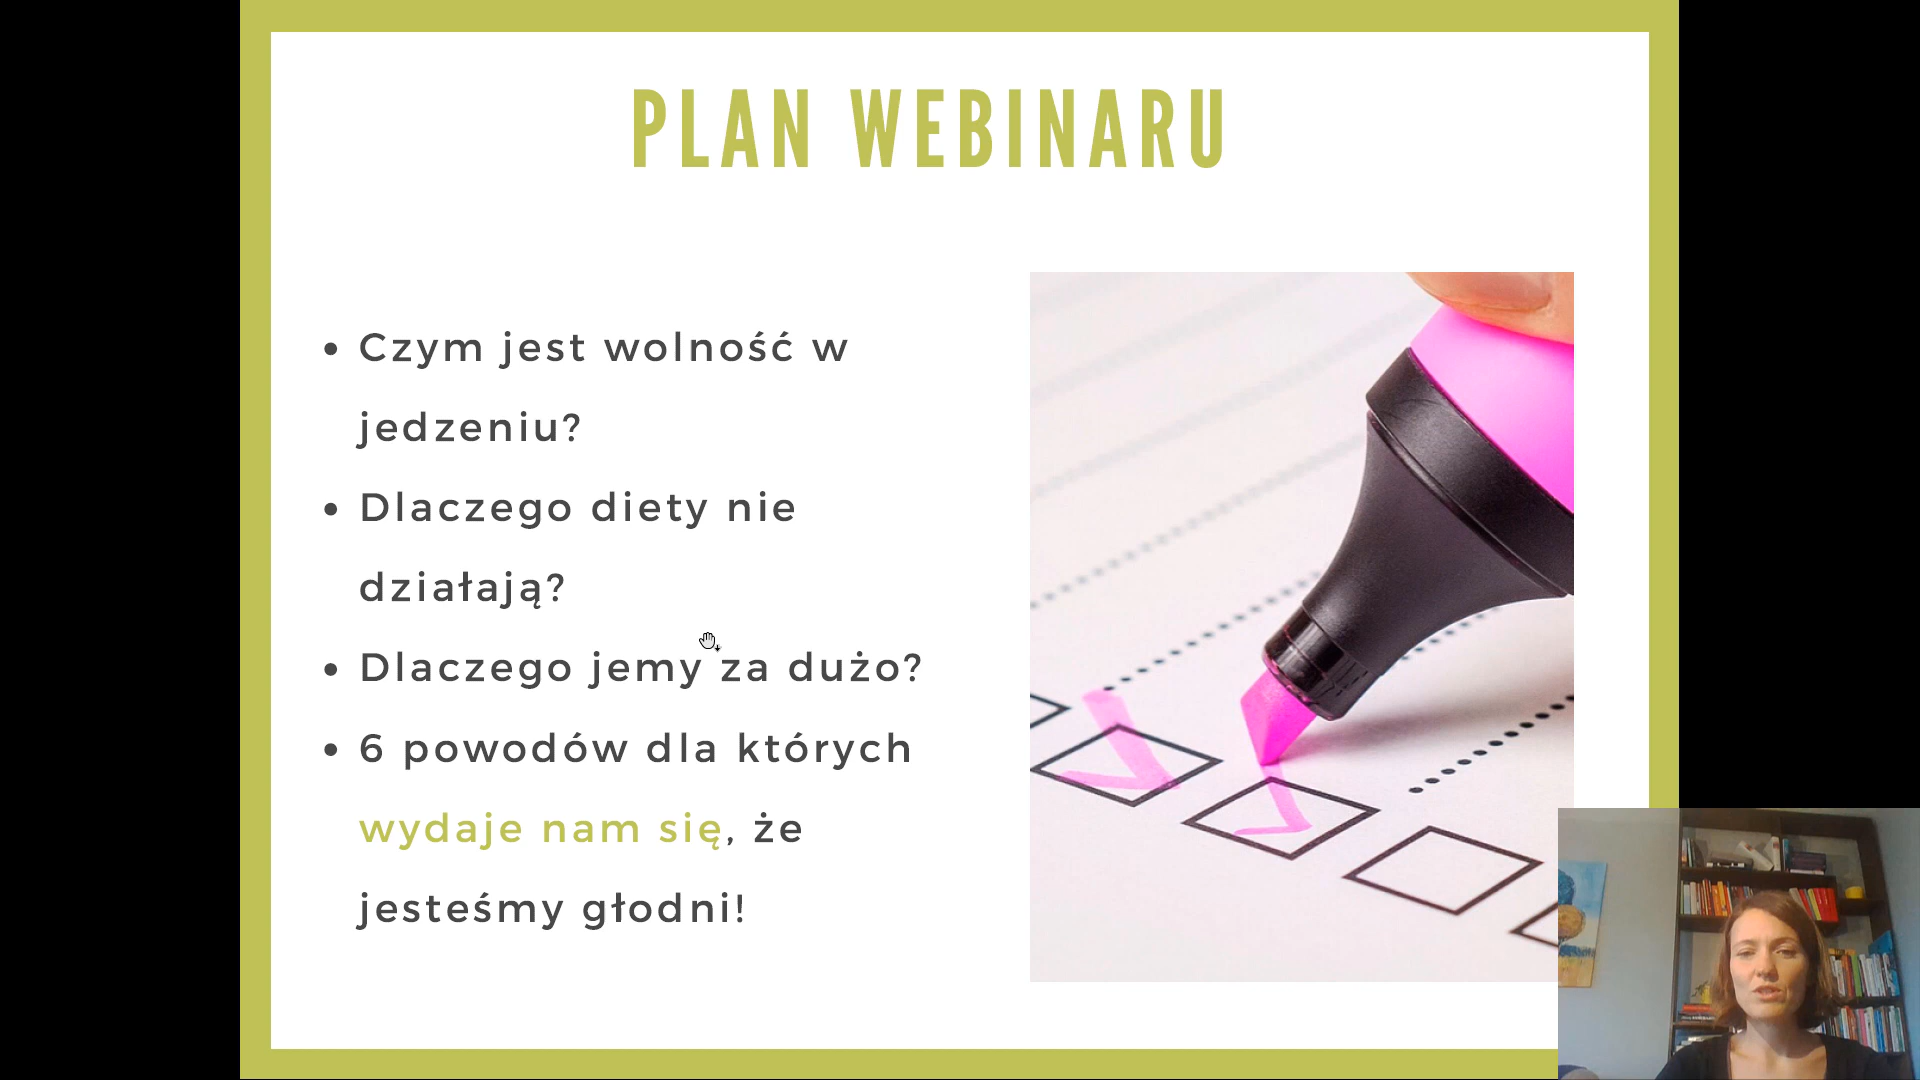 PLAN WEBINARU
• Czym jest wolność w
jedzeniu?
• Dlaczego diety nie
działają?
• Dlaczego jemy za dużo?
• 6 powodów dla których
wydaje nam się, że
jesteśmy głodni!